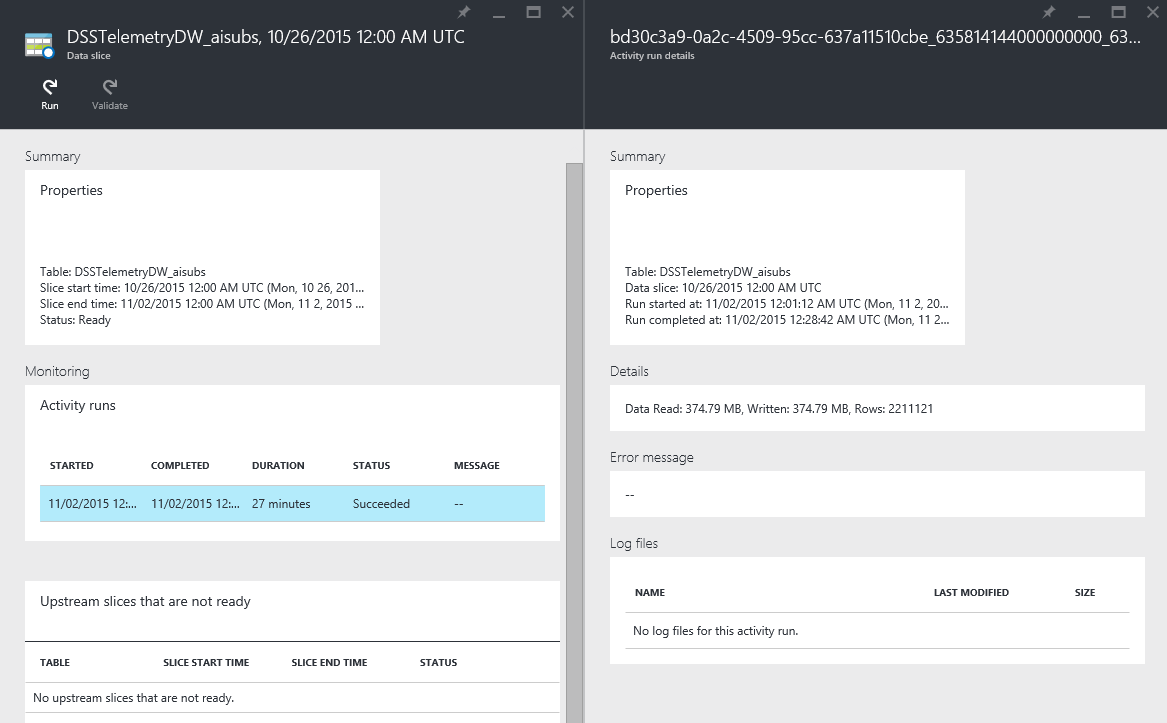 DSSTelemetryDW_aisubs, 10/26/2015 12:00 AM UTC
Data slice
Run
Validate
Summary
Properties
Table: DSSTelemetryDW_aisubs
Slice start time: 10/26/2015 12:00 AM UTC (Mon, 10 26, 201...
Slice end time: 11/02/2015 12:00 AM UTC (Mon, 11 2, 2015 ...
Status: Ready
Monitoring
Activity runs
STARTED COMPLETED DURATION STATUS MESSAGE
11/02/2015 12:... 11/02/2015 12:... 27 minutes Succeeded --
Upstream slices that are not ready
TABLE SLICE START TIME SLICE END TIME STATUS
No upstream slices that are not ready.
bd30c3a9-0a2c-4509-95cc-637a11510cbe_635814144000000000_63...
Activity run details
Summary
Properties
Table: DSSTelemetryDW_aisubs
Data slice: 10/26/2015 12:00 AM UTC
Run started at: 11/02/2015 12:01:12 AM UTC (Mon, 11 2, 20...
Run completed at: 11/02/2015 12:28:42 AM UTC (Mon, 11 2...
Details
Data Read: 374.79 MB, Written: 374.79 MB, Rows: 2211121
Error message
--
Log files
NAME LAST MODIFIED SIZE
No log files for this activity run.